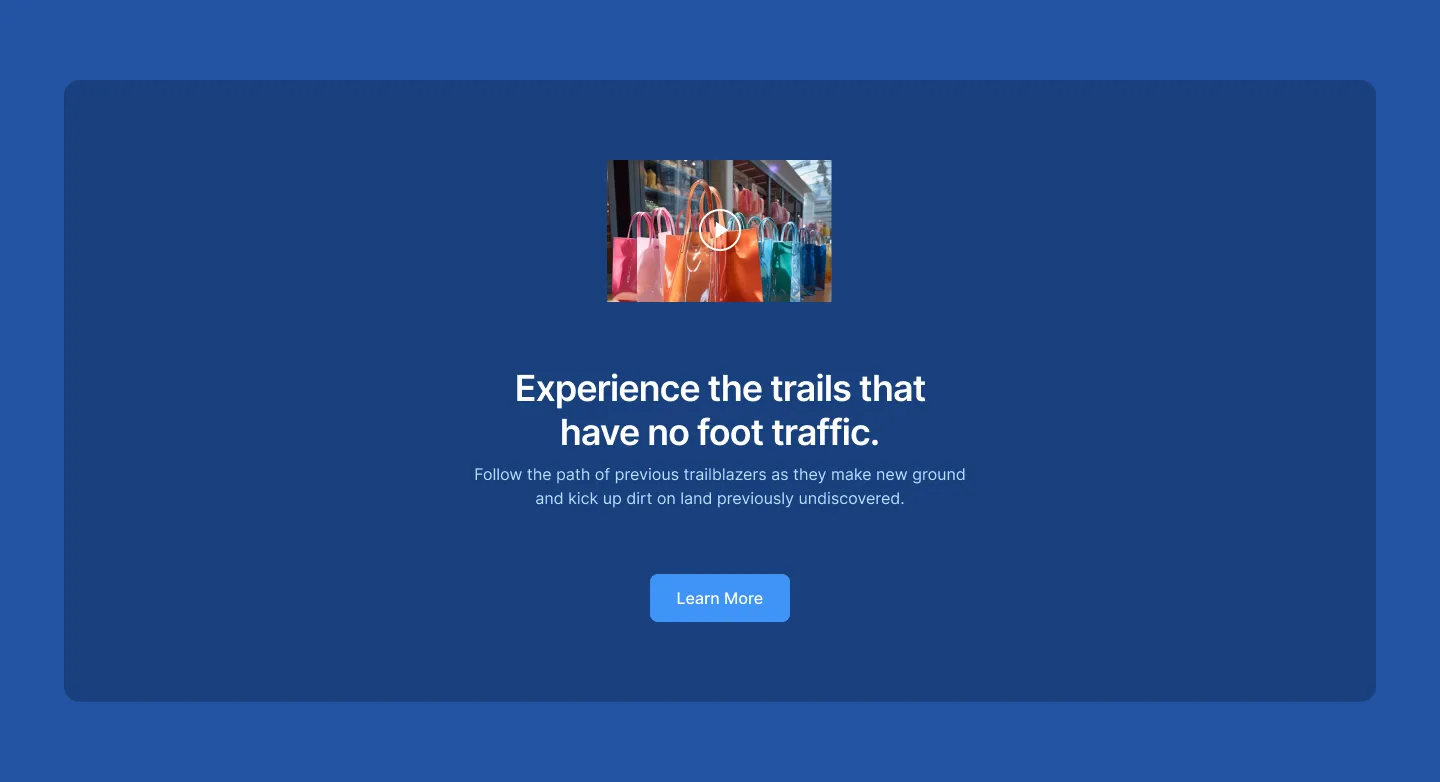 Experience the trails that
have no foot traffic.
Follow the path of previous trailblazers as they make new ground
and kick up dirt on land previously undiscovered.
Learn More